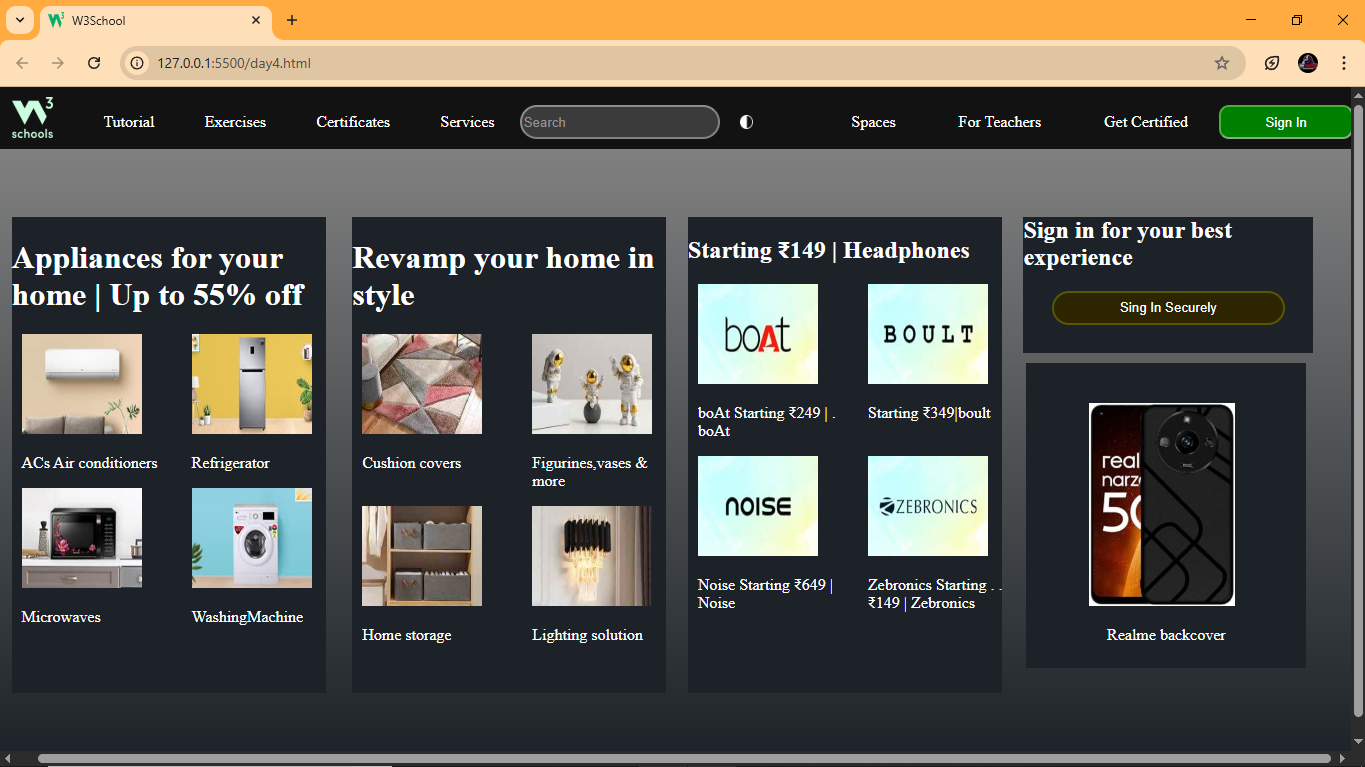 W3School
127.0.0.1:5500/day4.html
W3
schools
Tutorial
Exercises
Certificates
Services
Search
Spaces
For Teachers
Get Certified
Sign In
Appliances for your
home | Up to 55% off
ACs Air conditioners
Refrigerator
Microwaves
WashingMachine
Revamp your home in
style
Cushion covers
Figurines,vases &
more
Home storage
Lighting solution
Starting ₹149 | Headphones
boAt
BOULT
boAt Starting ₹249 | .
boAt
Starting ₹349|boult
NOISE
ZEBRONICS
Noise Starting ₹649 |
Noise
Zebronics Starting . .
₹149 | Zebronics
Sign in for your best
experience
Sing In Securely
real
narz
50
Realme backcover